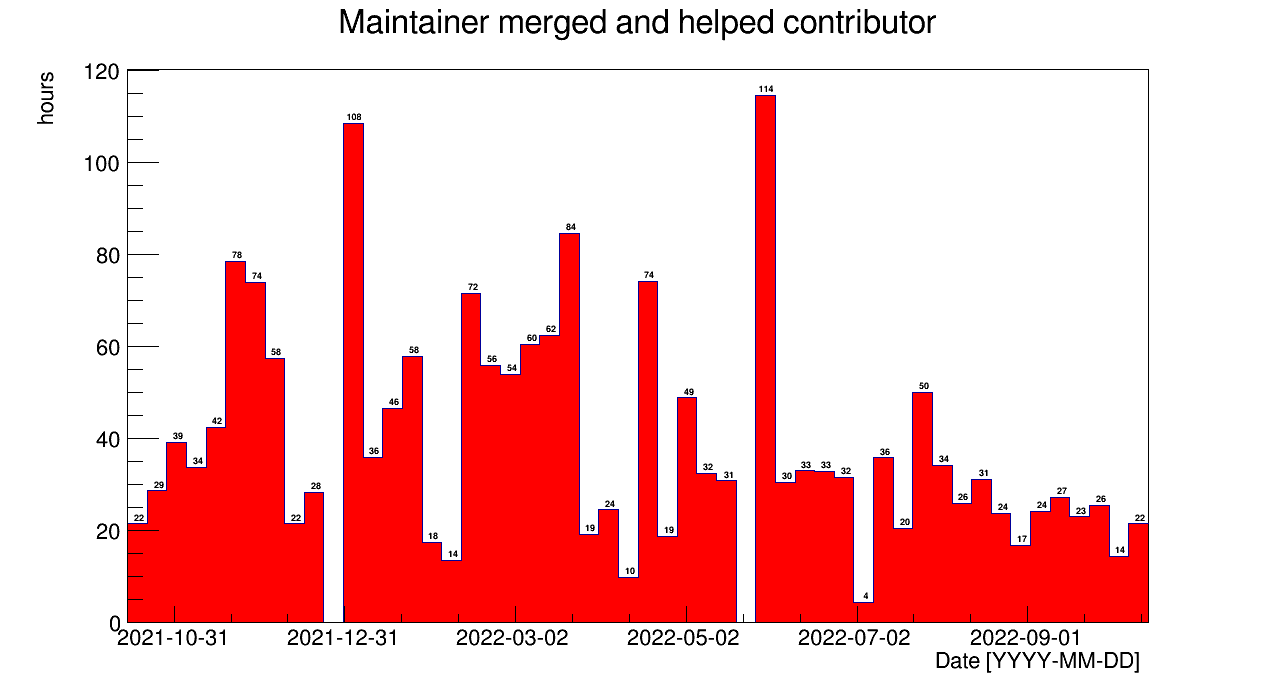 Maintainer merged and helped contributor
hours
120
100
80
60
40
20
0
22 29 39 34 42 78 74 58 22 28 108 36 46 58 18 14 72 56 54 60 62 84 19 24 10 74 19 49 32 31 114 30 33 33 32 4 36 20 50 34 26 31 24 17 24 27 23 26 14 22
2021-10-31 2021-12-31 2022-03-02 2022-05-02 2022-07-02 2022-09-01
Date [YYYY-MM-DD]